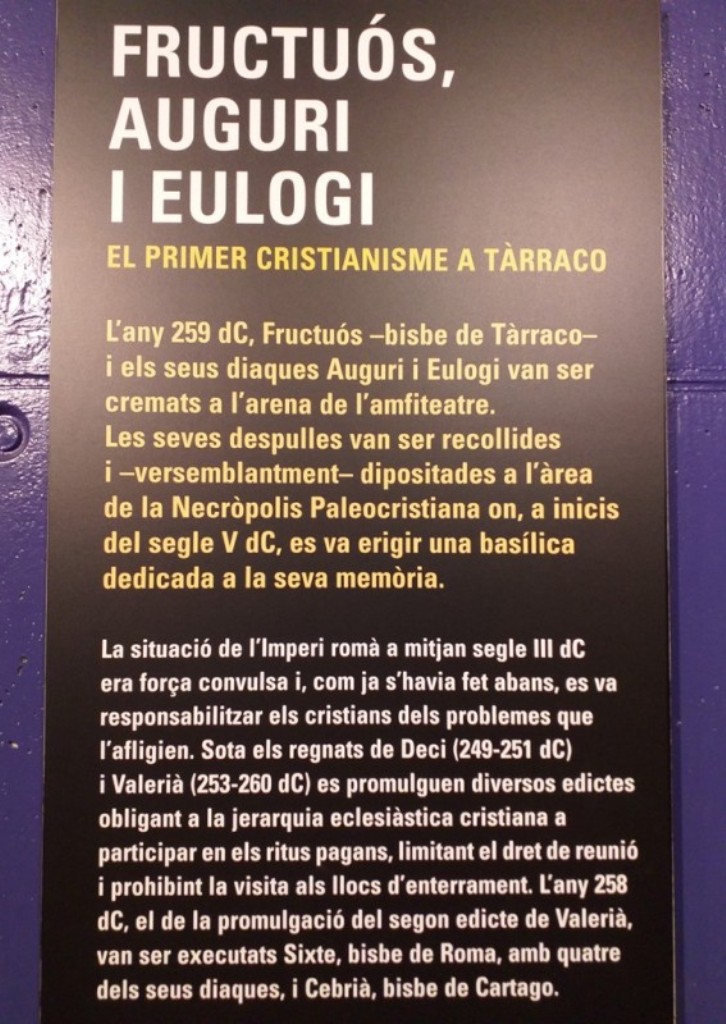 FRUCTUÓS,
AUGURI
I EULOGI
EL PRIMER CRISTIANISME A TÀRRACO
L'any 259 dC, Fructuós –bisbe de Tàrraco–
i els seus diaques Auguri i Eulogi van ser
cremats a l'arena de l'amfiteatre.
Les seves despulles van ser recollides
i –versemblantment– dipositades a l'àrea
de la Necròpolis Paleocristiana on, a inicis
del segle V dC, es va erigir una basílica
dedicada a la seva memòria.
La situació de l'Imperi romà a mitjan segle III dC
era força convulsa i, com ja s'havia fet abans, es va
responsabilitzar els cristians dels problemes que
l'afligien. Sota els regnats de Deci (249-251 dC)
i Valerià (253-260 dC) es promulguen diversos edictes
obligant a la jerarquia eclesiàstica cristiana a
participar en els ritus pagans, limitant el dret de reunió
i prohibint la visita als llocs d'enterrament. L'any 258
dC, el de la promulgació del segon edicte de Valerià,
van ser executats Sixte, bisbe de Roma, amb quatre
dels seus diaques, i Cebrià, bisbe de Cartago.